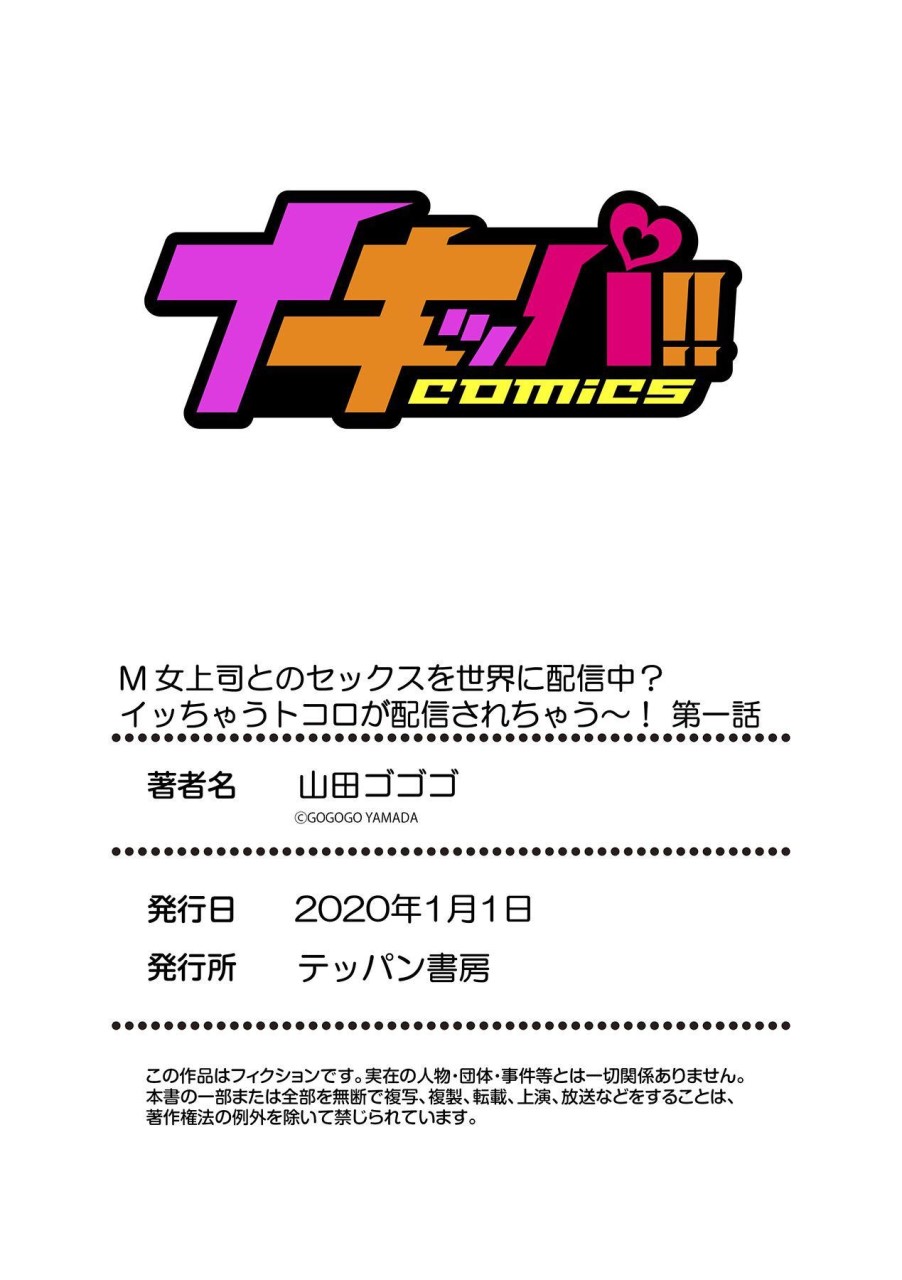 ナキッパ!!
comics
M女上司とのセックスを世界に配信中？
イッちゃうトコロが配信されちゃう～！ 第一話
著者名 山田ゴゴゴ
©GOGOGO YAMADA
発行日 2020年1月1日
発行所 テッパン書房
この作品はフィクションです。実在の人物・団体・事件等とは一切関係ありません。
本書の一部または全部を無断で複写、複製、転載、上演、放送などをすることは、
著作権法の例外を除いて禁じられています。